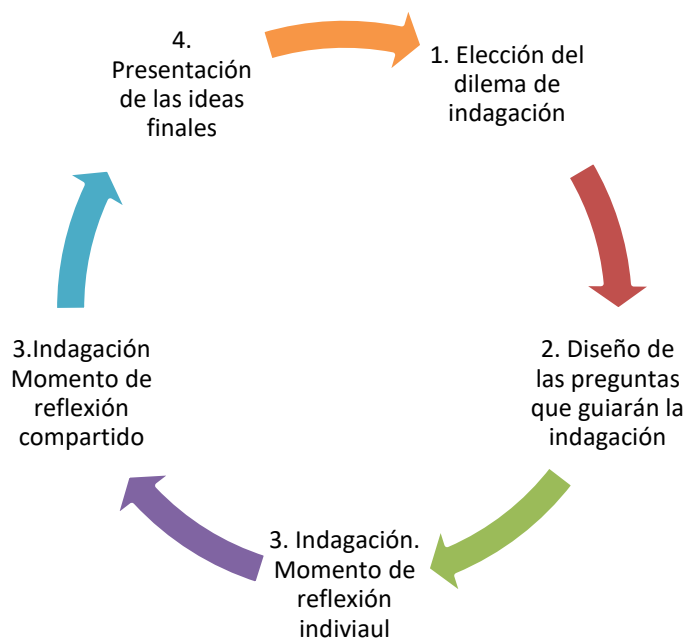 1. Elección del
dilema de
indagación
2. Diseño de
las preguntas
que guiarán la
indagación
3. Indagación.
Momento de
reflexión
indiviaul
3.Indagación
Momento de
reflexión
compartido
4.
Presentación
de las ideas
finales